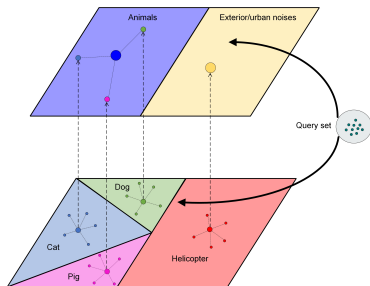 Animals
Exterior/urban noises
Query set
Dog
Cat
Helicopter
Pig